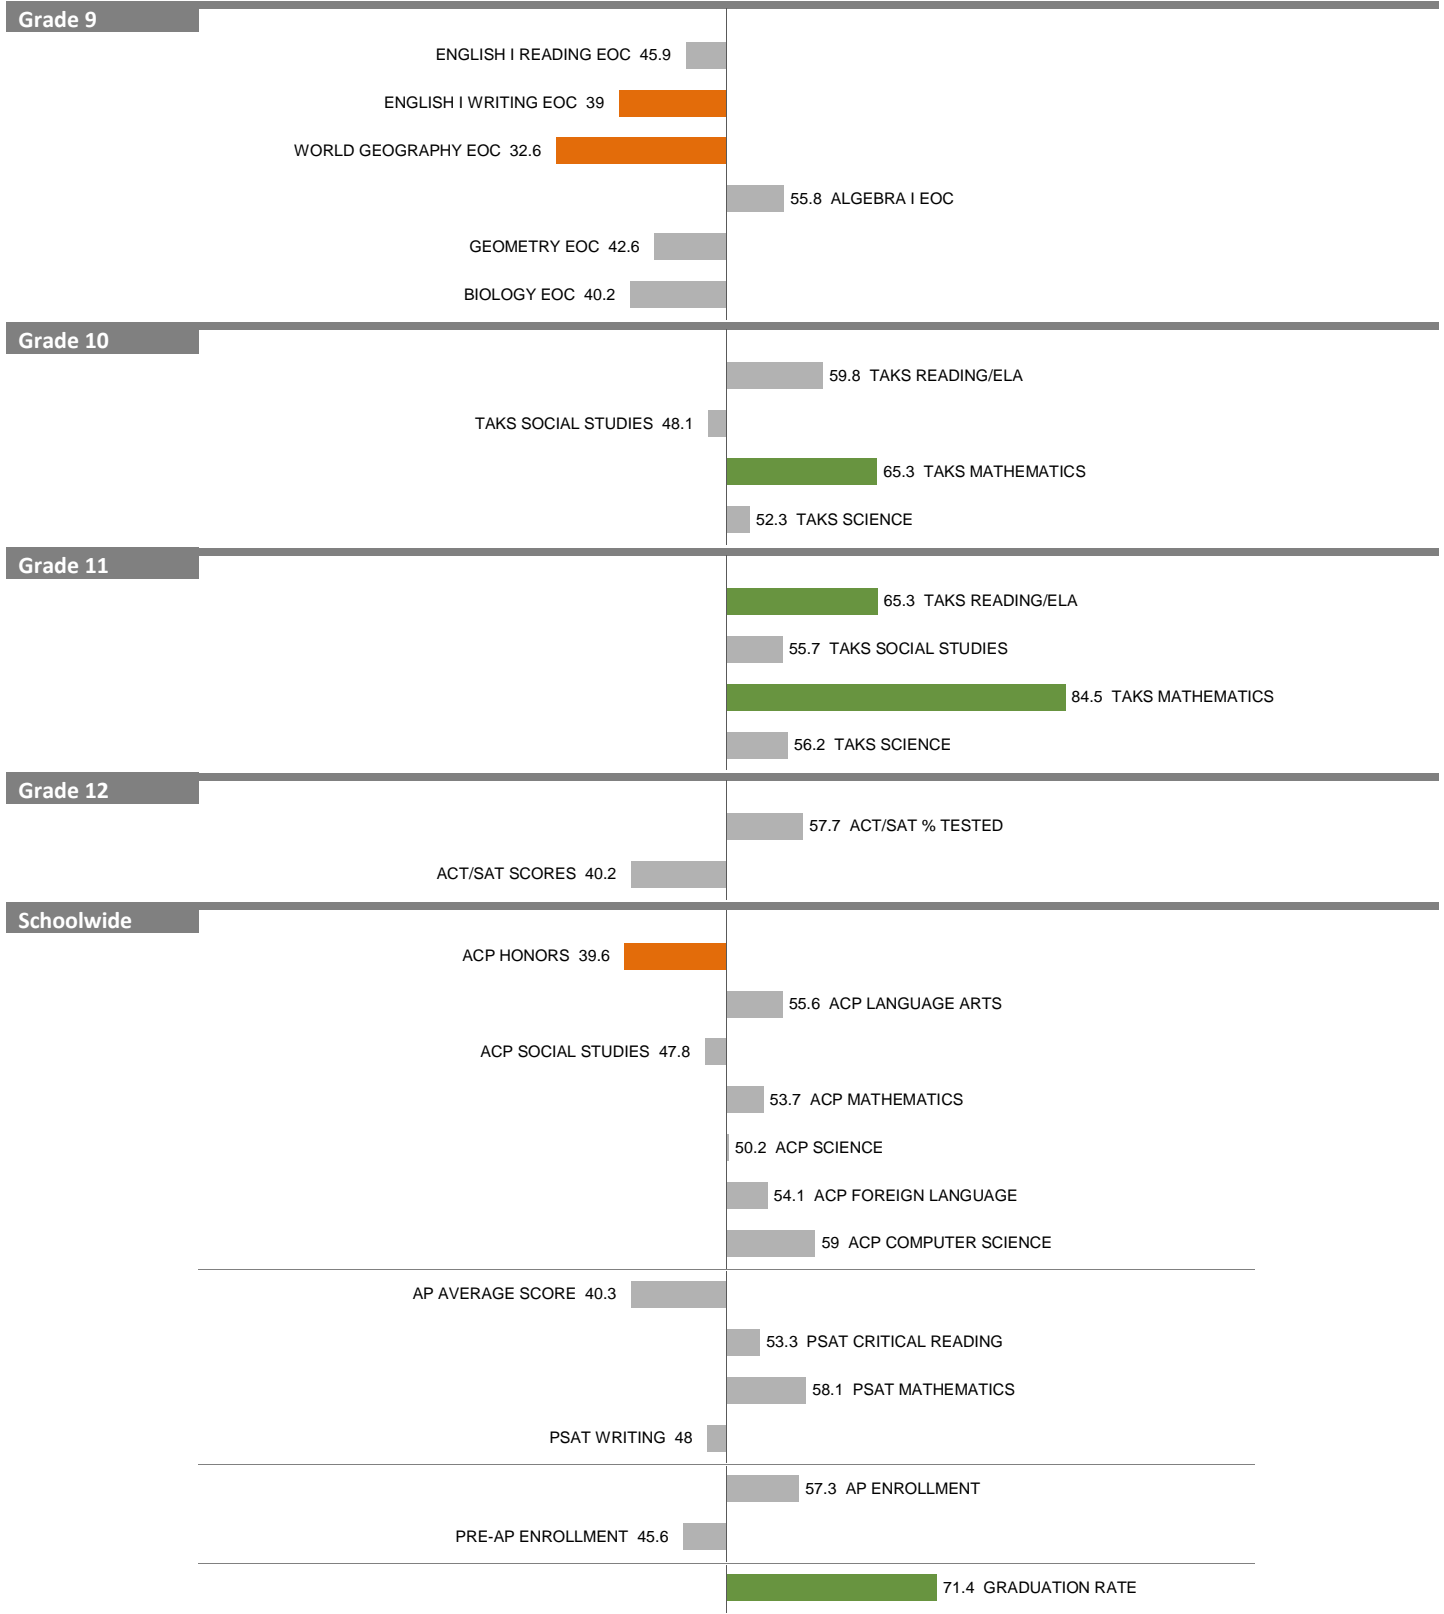 Grade 9
ENGLISH I READING EOC 45.9
ENGLISH I WRITING EOC 39
WORLD GEOGRAPHY EOC 32.6
55.8 ALGEBRA I EOC
GEOMETRY EOC 42.6
BIOLOGY EOC 40.2
Grade 10
59.8 TAKS READING/ELA
TAKS SOCIAL STUDIES 48.1
65.3 TAKS MATHEMATICS
52.3 TAKS SCIENCE
Grade 11
65.3 TAKS READING/ELA
55.7 TAKS SOCIAL STUDIES
84.5 TAKS MATHEMATICS
56.2 TAKS SCIENCE
Grade 12
57.7 ACT/SAT % TESTED
ACT/SAT SCORES 40.2
Schoolwide
ACP HONORS 39.6
55.6 ACP LANGUAGE ARTS
ACP SOCIAL STUDIES 47.8
53.7 ACP MATHEMATICS
50.2 ACP SCIENCE
54.1 ACP FOREIGN LANGUAGE
59 ACP COMPUTER SCIENCE
AP AVERAGE SCORE 40.3
53.3 PSAT CRITICAL READING
58.1 PSAT MATHEMATICS
PSAT WRITING 48
57.3 AP ENROLLMENT
PRE-AP ENROLLMENT 45.6
71.4 GRADUATION RATE